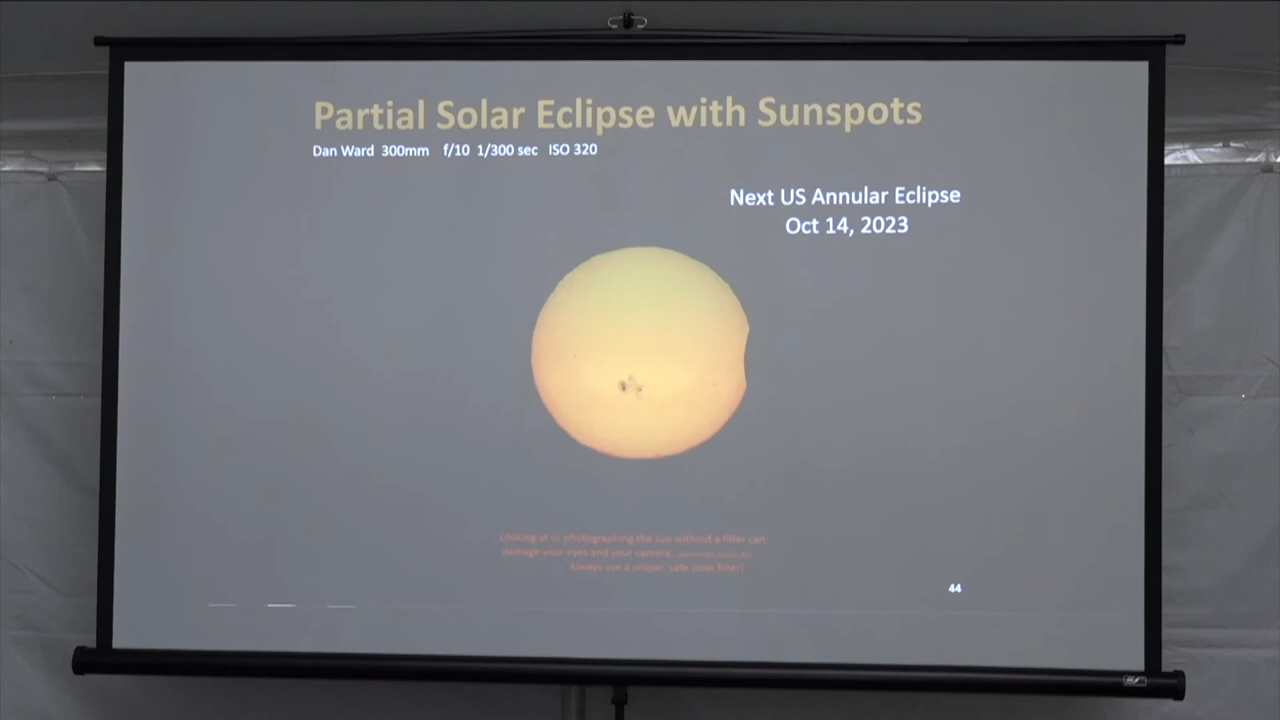 Partial Solar Eclipse with Sunspots
Dan Ward 300mm f/10 1/300 sec ISO 320
Next US Annular Eclipse
Oct 14, 2023
Looking at or photographing the sun without a filter can
damage your eyes and your camera
Always use a proper, safe solar filter!
44